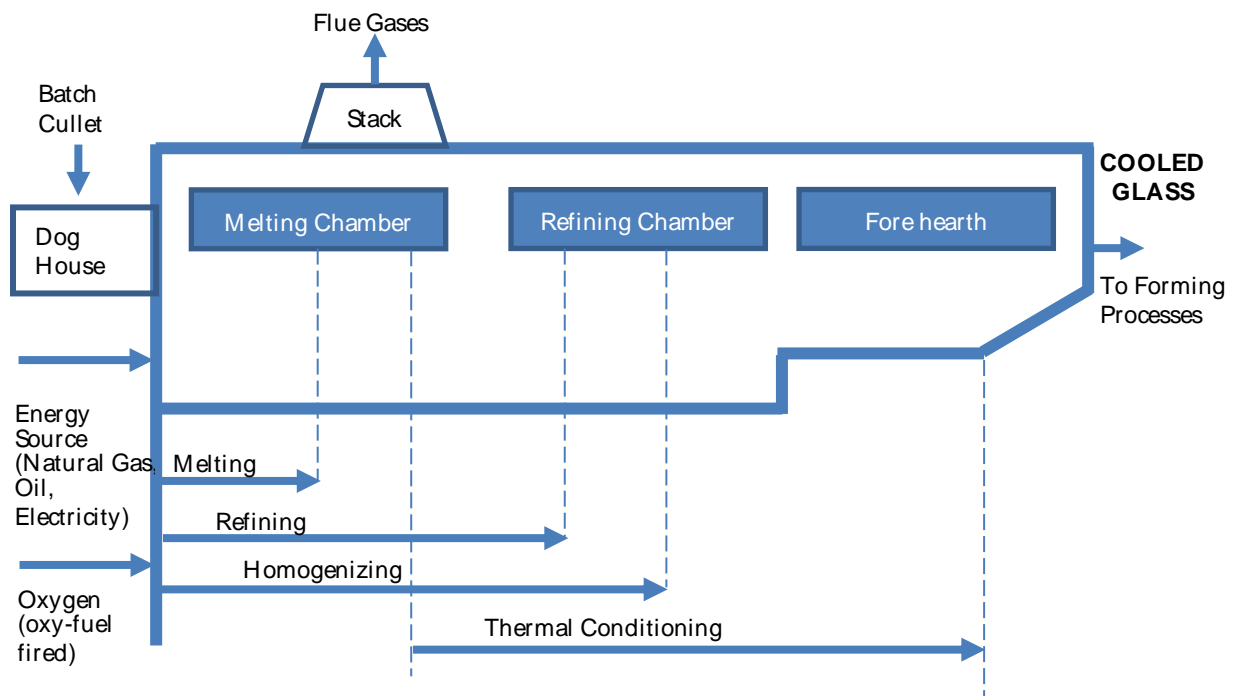 Flue Gases
Batch
Cullet
Stack
COOLED
GLASS
Melting Chamber
Refining Chamber
Fore hearth
Dog
House
To Forming
Processes
Energy
Source
(Natural Gas,
Oil,
Electricity)
Melting
Refining
Homogenizing
Oxygen
(oxy-fuel
fired)
Thermal Conditioning